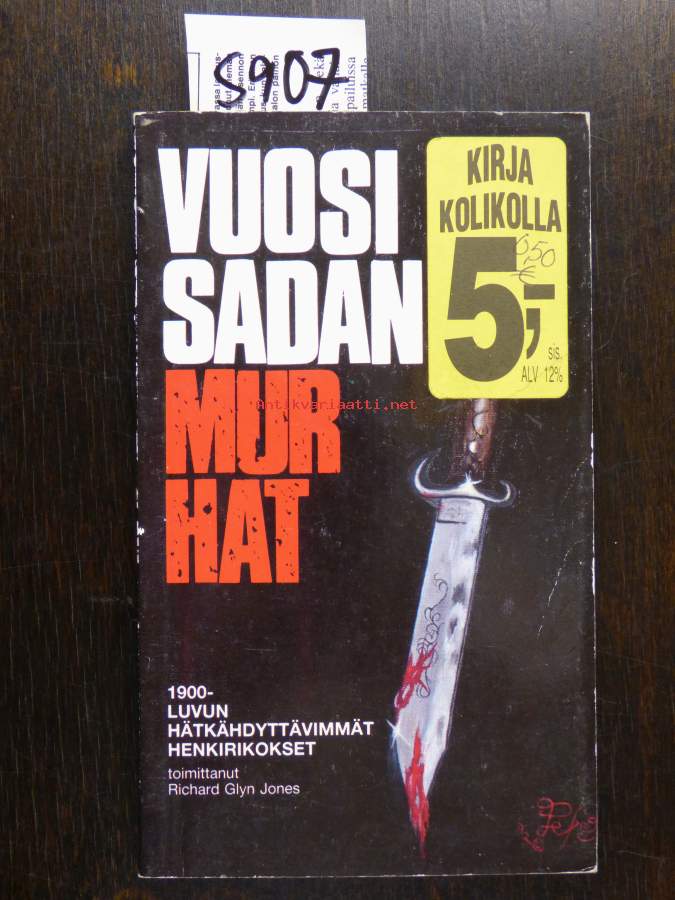 S907
VUOSI
SADAN
MUR
HAT
KIRJA
KOLIKOLLA
5,-
6,50
€
sis.
ALV 12%
Antikvariaatti.net
1900-
LUVUN
HÄTKÄHDYTTÄVIMMÄT
HENKIRIKOKSET
toimittanut
Richard Glyn Jones